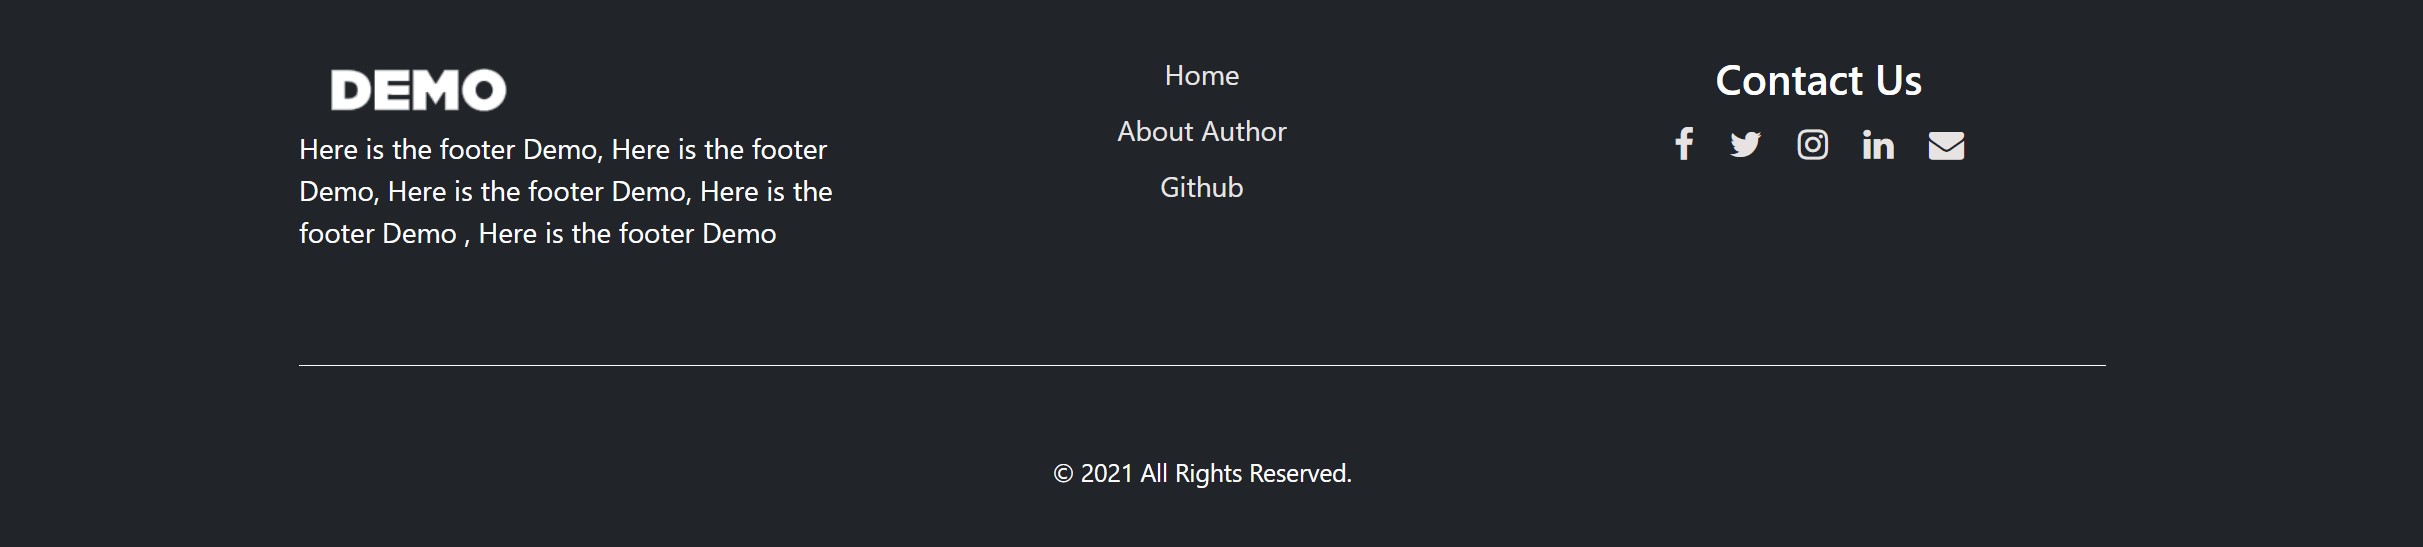 DEMO
Here is the footer Demo, Here is the footer
Demo, Here is the footer Demo, Here is the
footer Demo , Here is the footer Demo
Home
About Author
Github
Contact Us
© 2021 All Rights Reserved.